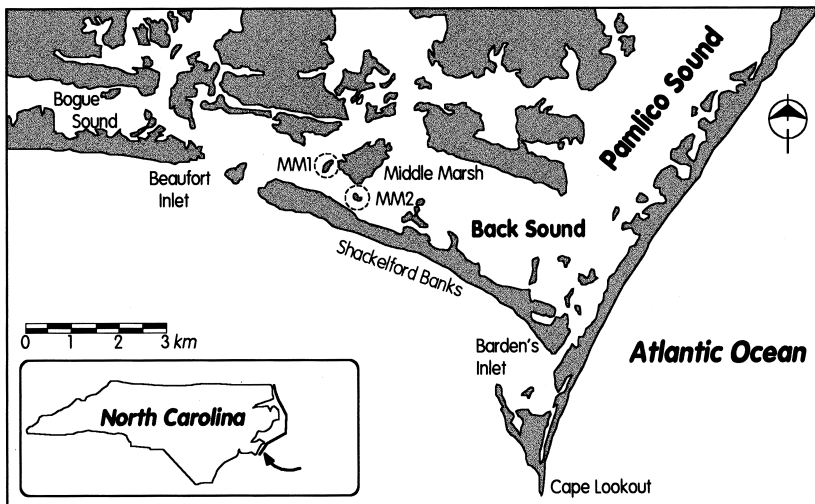 Pamlico Sound
Bogue
Sound
MM1
Middle Marsh
Beaufort
Inlet
MM2
Back Sound
Shackelford Banks
0 1 2 3 km
Barden's
Inlet
Atlantic Ocean
North Carolina
Cape Lookout